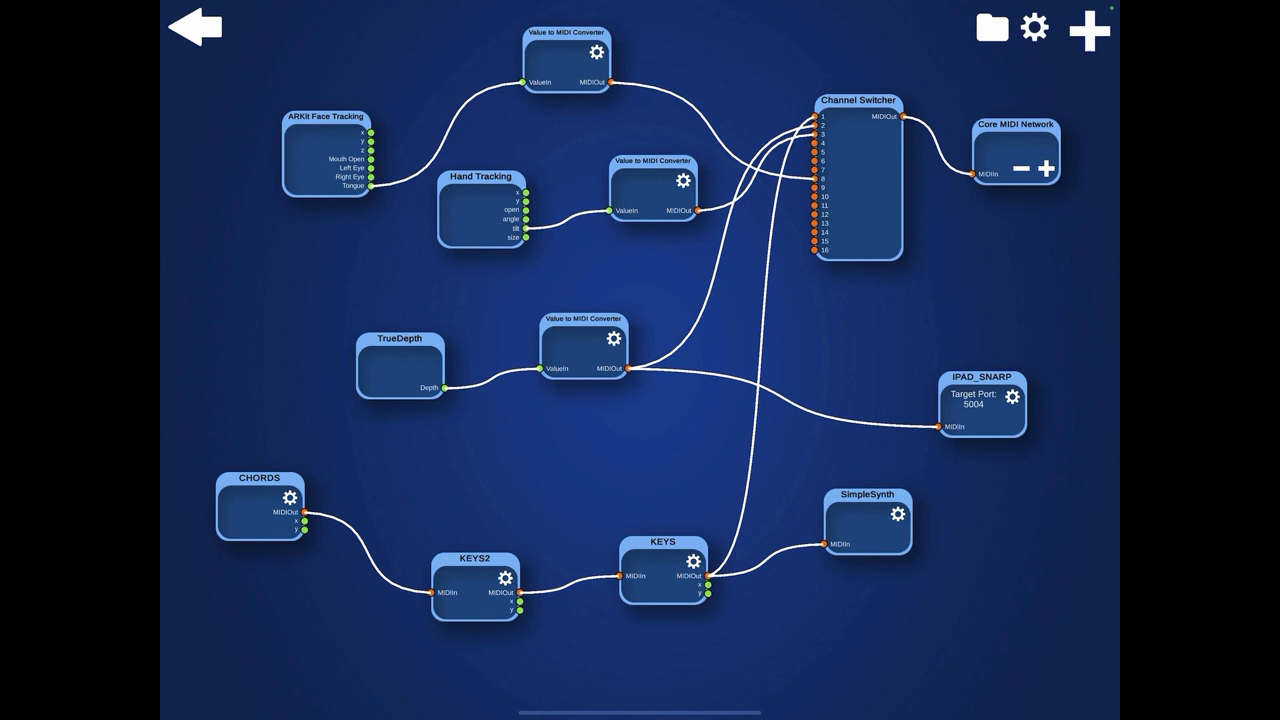 Value to MIDI Converter
ValueIn
MIDIOut
ARKit Face Tracking
x
y
z
Mouth Open
Left Eye
Right Eye
Tongue
Hand Tracking
x
y
open
angle
tilt
size
Value to MIDI Converter
ValueIn
MIDIOut
Channel Switcher
1
MIDIOut
2
3
4
5
6
7
8
9
10
11
12
13
14
15
16
Core MIDI Network
MIDIIn
TrueDepth
Depth
Value to MIDI Converter
ValueIn
MIDIOut
IPAD_SNARP
Target Port:
5004
MIDIIn
CHORDS
MIDIOut
x
y
KEYS2
MIDIIn
MIDIOut
x
y
KEYS
MIDIIn
MIDIOut
x
y
SimpleSynth
MIDIIn